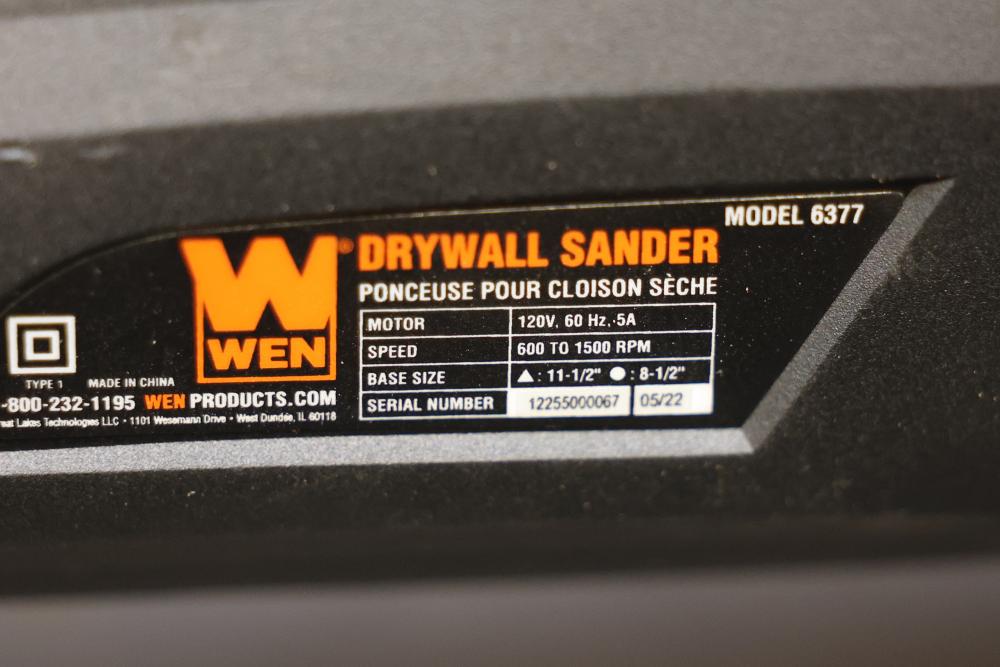 MODEL 6377
WEN
DRYWALL SANDER
PONCEUSE POUR CLOISON SÈCHE
MOTOR 120V, 60 Hz, 5A
SPEED 600 TO 1500 RPM
BASE SIZE ▲ : 11-1/2" ● : 8-1/2"
SERIAL NUMBER 12255000067 05/22
TYPE 1 MADE IN CHINA
-800-232-1195 WENPRODUCTS.COM
eat Lakes Technologies LLC • 1101 Wesemann Drive • West Dundee, IL 60118